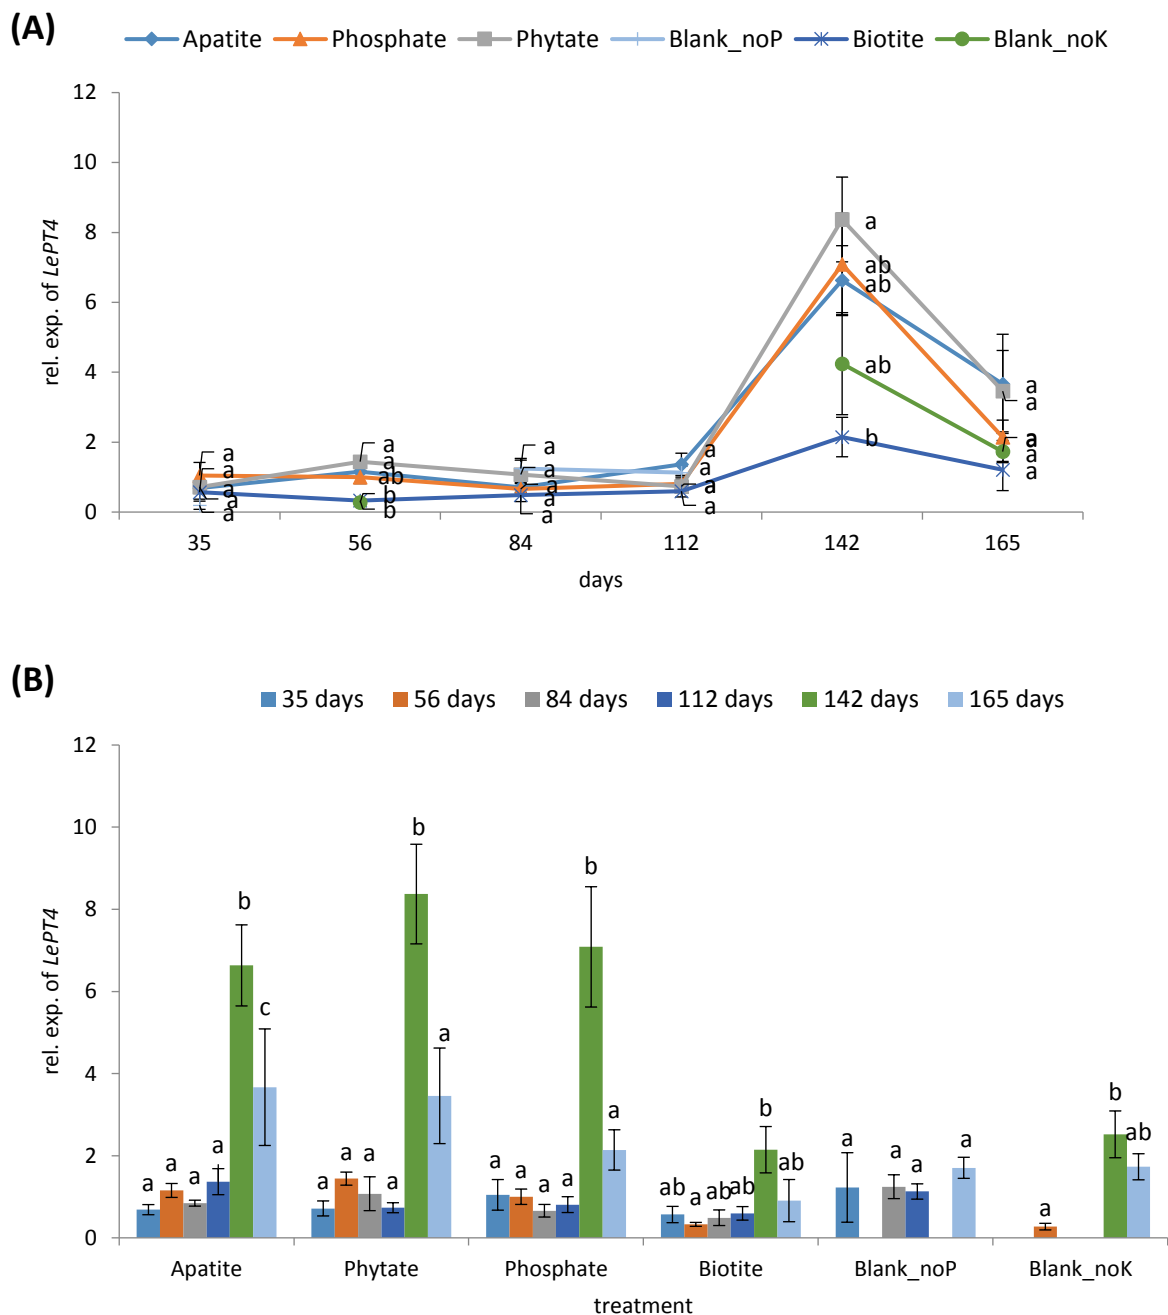 (A)
Apatite Phosphate Phytate Blank_noP Biotite Blank_noK
12
10
8
6
4
2
0
rel. exp. of LePT4
a
a
a
a
a
a
a
ab
b
b
a
a
a
a
a
a
a
a
a
a
a
ab
ab
ab
b
a
a
a
a
a
a
35 56 84 112 142 165
days
(B)
35 days 56 days 84 days 112 days 142 days 165 days
12
10
8
6
4
2
0
rel. exp. of LePT4
a a a a b c
a a a a b a
a a a a b a
ab a ab ab b ab
a a a a
a b ab
Apatite Phytate Phosphate Biotite Blank_noP Blank_noK
treatment